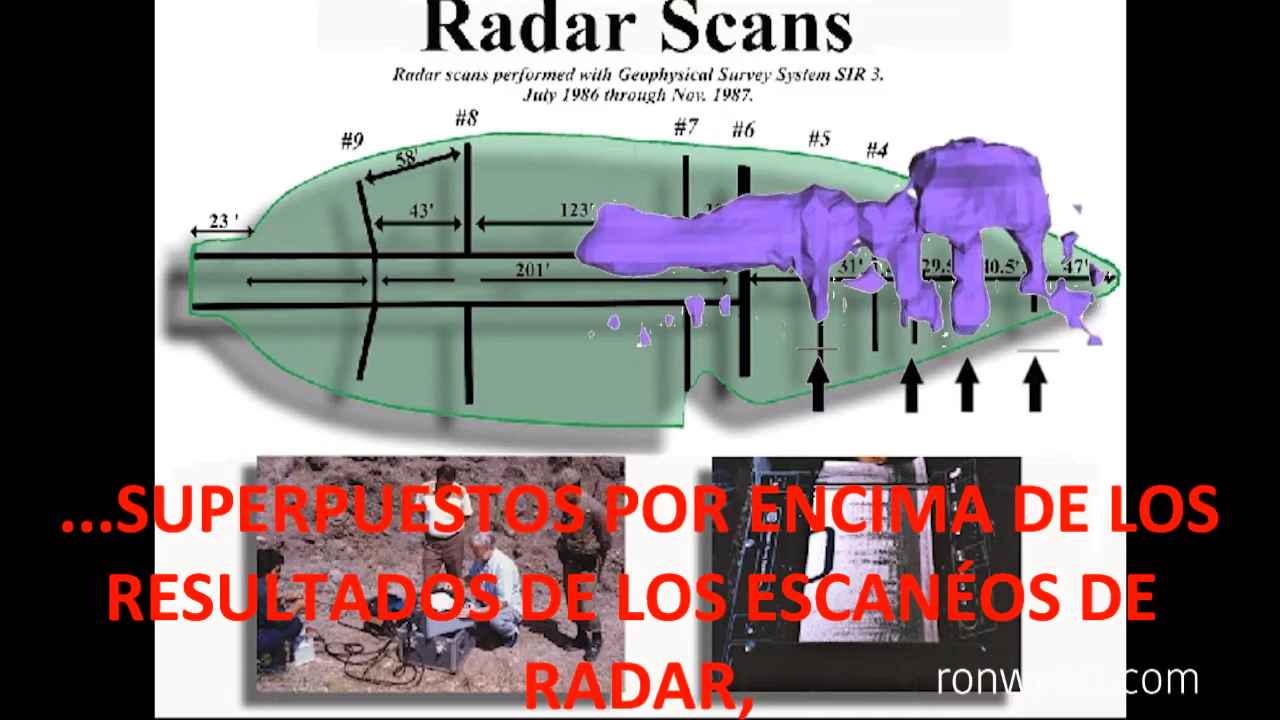 Radar Scans
Radar scans performed with Geophysical Survey System SIR 3.
July 1986 through Nov. 1987.
#9 #8 #7 #6 #5 #4
58'
23 ' 43' 123'
201' 31' 47'
...SUPERPUESTOS POR ENCIMA DE LOS
RESULTADOS DE LOS ESCANÉOS DE
RADAR,